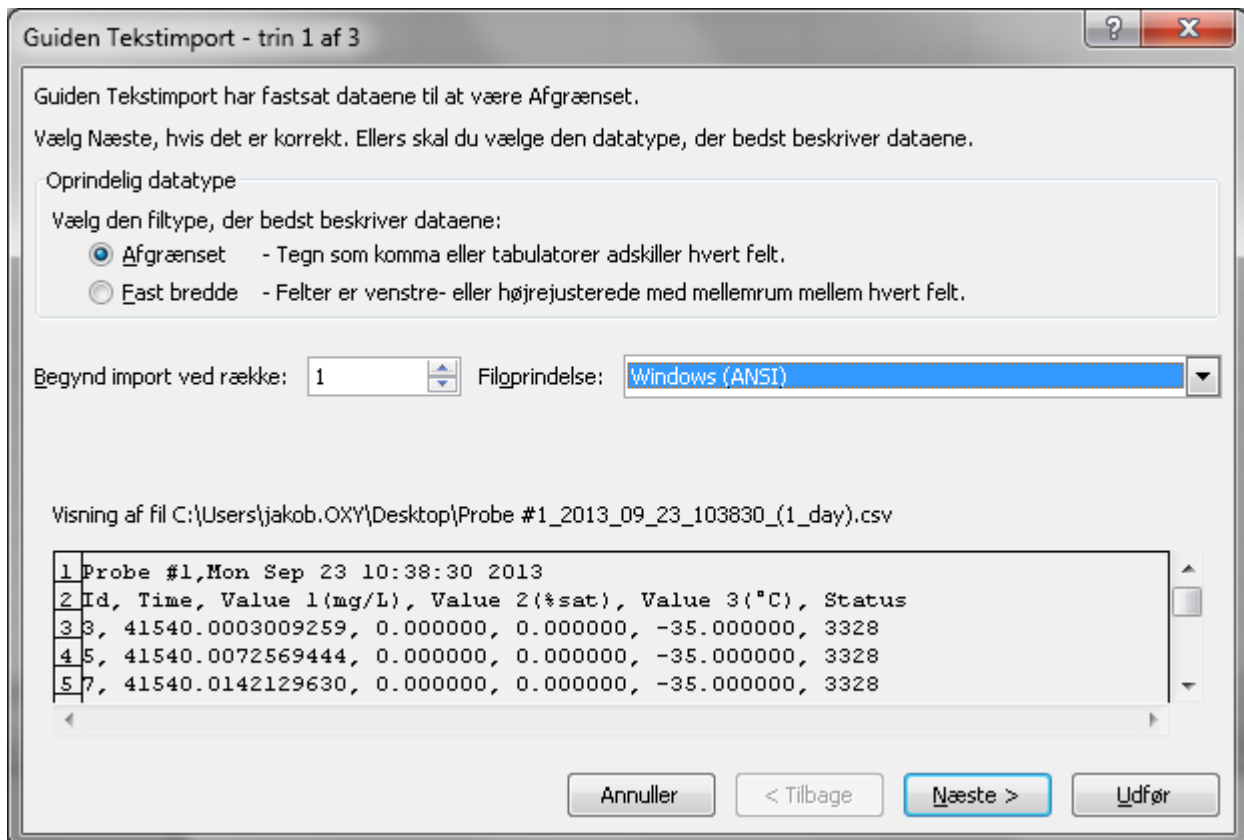 Guiden Tekstimport - trin 1 af 3
Guiden Tekstimport har fastsat dataene til at være Afgrænset.
Vælg Næste, hvis det er korrekt. Ellers skal du vælge den datatype, der bedst beskriver dataene.
Oprindelig datatype
Vælg den filtype, der bedst beskriver dataene:
Afgrænset - Tegn som komma eller tabulatorer adskiller hvert felt.
Fast bredde - Felter er venstre- eller højrejusterede med mellemrum mellem hvert felt.
Begynd import ved række: 1 Filoprindelse: Windows (ANSI)
Visning af fil C:\Users\jakob.OXY\Desktop\Probe #1_2013_09_23_103830_(1_day).csv
1 Probe #1,Mon Sep 23 10:38:30 2013
2 Id, Time, Value 1(mg/L), Value 2(%sat), Value 3(°C), Status
3 3, 41540.0003009259, 0.000000, 0.000000, -35.000000, 3328
4 5, 41540.0072569444, 0.000000, 0.000000, -35.000000, 3328
5 7, 41540.0142129630, 0.000000, 0.000000, -35.000000, 3328
Annuller < Tilbage Næste > Udfør